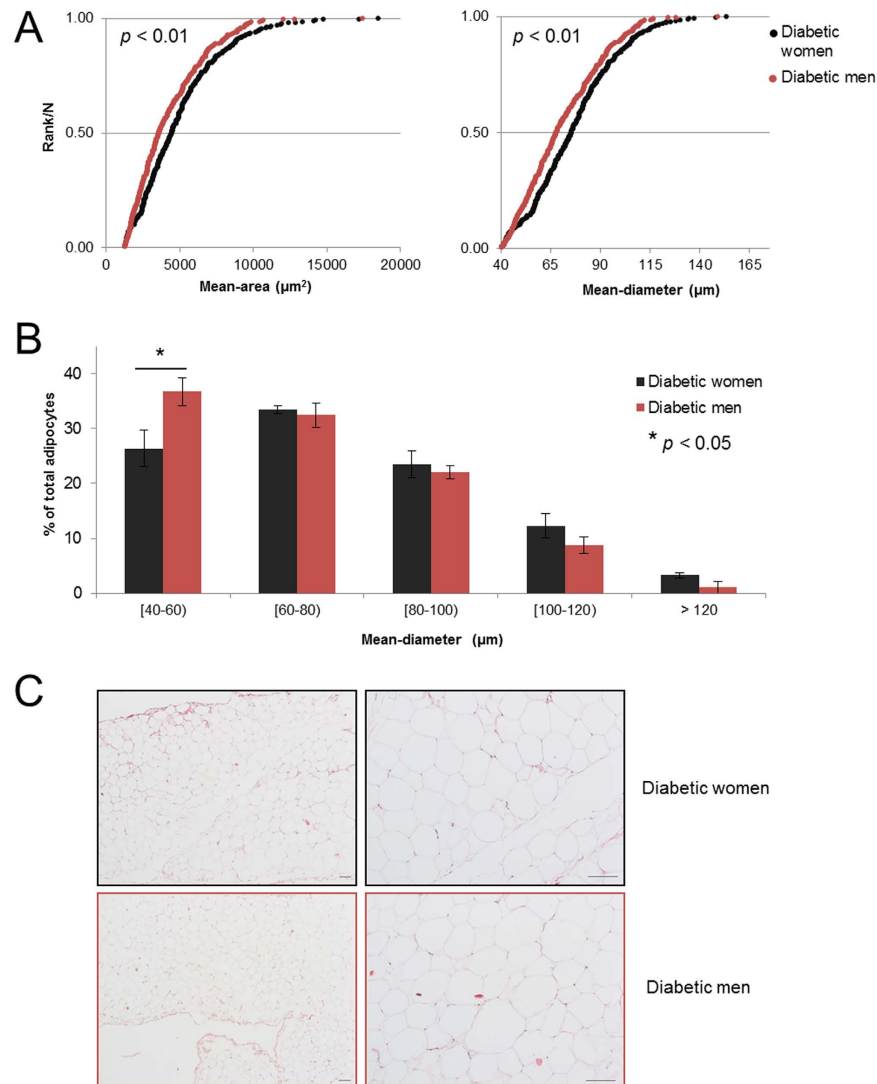 A
p < 0.01
1.00
0.50
0.00
Rank/N
0
5000
10000
15000
20000
Mean-area (µm²)
p < 0.01
1.00
0.50
0.00
40
65
90
115
140
165
Mean-diameter (µm)
Diabetic
women
Diabetic men
B
*
% of total adipocytes
40
30
20
10
0
[40-60)
[60-80)
[80-100)
[100-120)
> 120
Mean-diameter (µm)
Diabetic women
Diabetic men
* p < 0.05
C
Diabetic women
Diabetic men